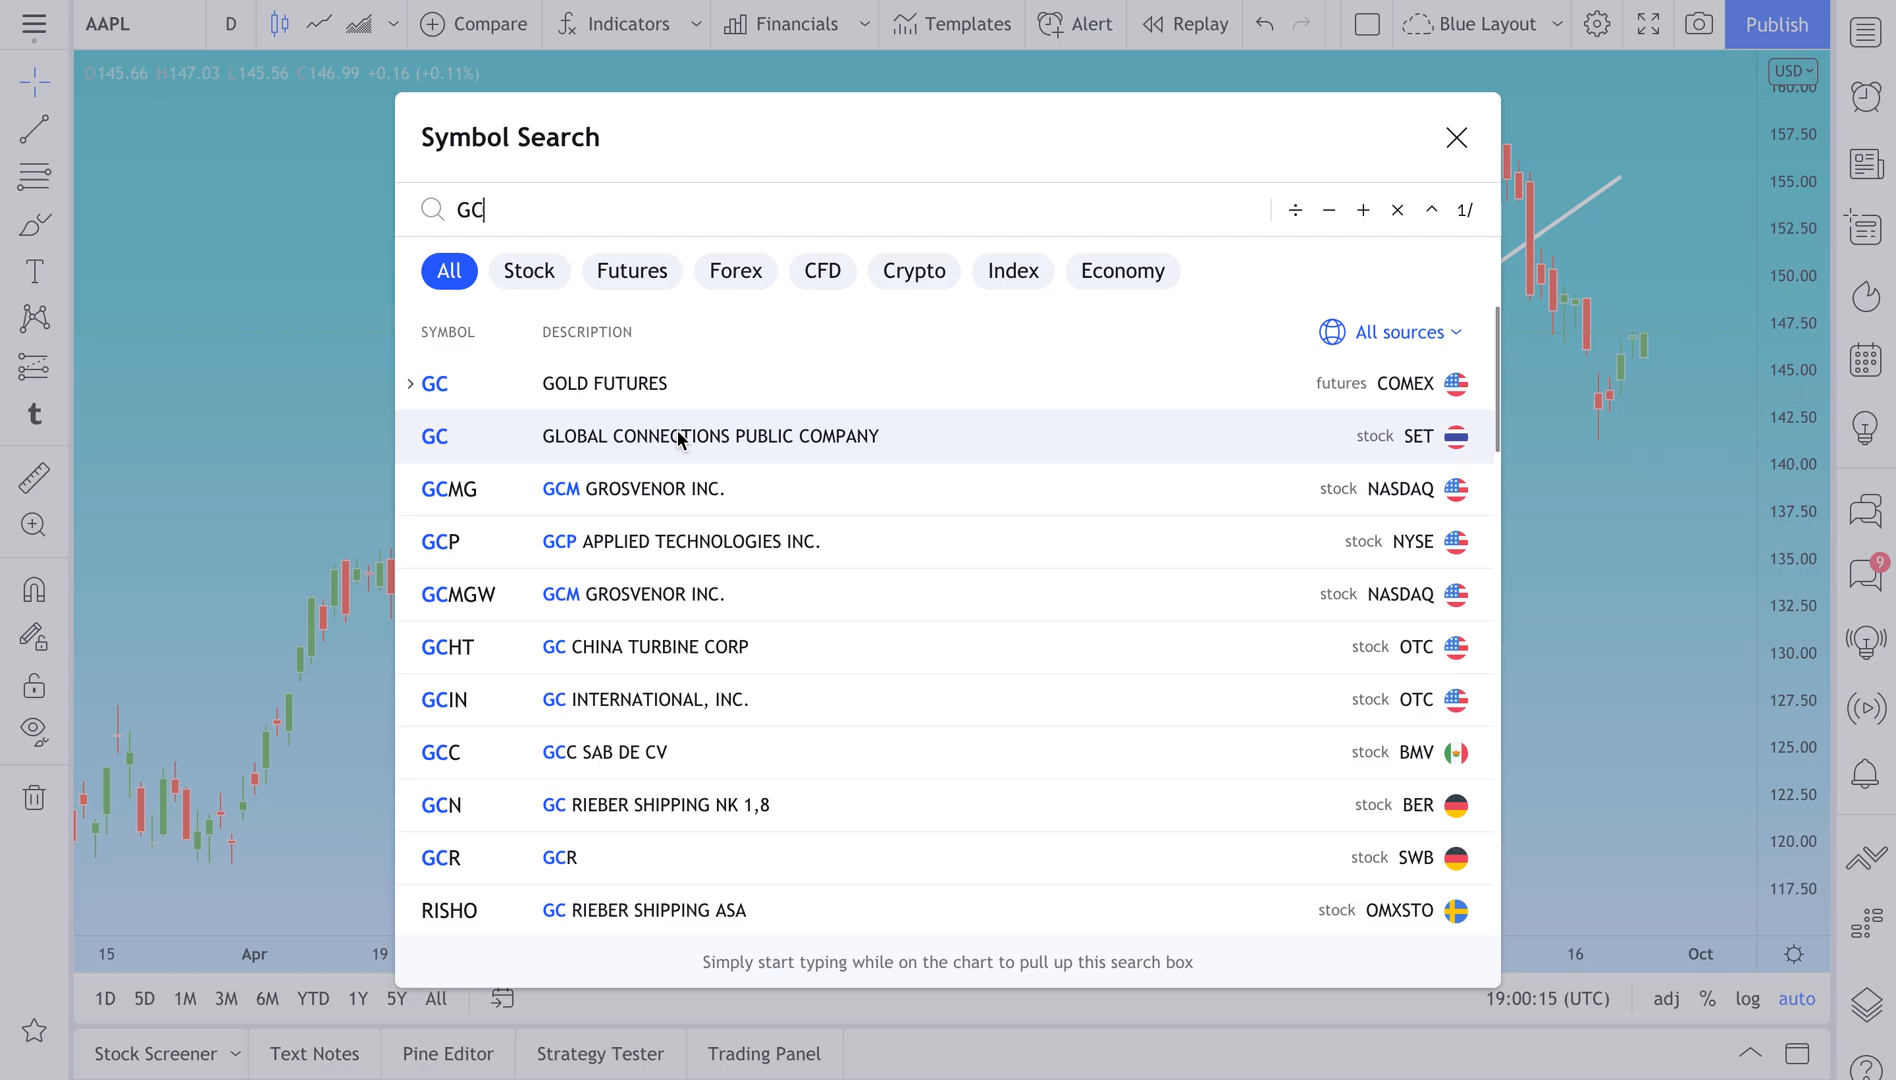 AAPL D Compare Indicators Financials Templates Alert Replay Blue Layout Publish
O145.66 H147.03 L145.56 C146.99 +0.16 (+0.11%)
USD
160.00
157.50
155.00
152.50
150.00
147.50
145.00
142.50
140.00
137.50
135.00
132.50
130.00
127.50
125.00
122.50
120.00
117.50
Symbol Search
GC ÷ − + × ^ 1/
All Stock Futures Forex CFD Crypto Index Economy
SYMBOL DESCRIPTION All sources
GC GOLD FUTURES futures COMEX
GC GLOBAL CONNECTIONS PUBLIC COMPANY stock SET
GCMG GCM GROSVENOR INC. stock NASDAQ
GCP GCP APPLIED TECHNOLOGIES INC. stock NYSE
GCMGW GCM GROSVENOR INC. stock NASDAQ
GCHT GC CHINA TURBINE CORP stock OTC
GCIN GC INTERNATIONAL, INC. stock OTC
GCC GCC SAB DE CV stock BMV
GCN GC RIEBER SHIPPING NK 1,8 stock BER
GCR GCR stock SWB
RISHO GC RIEBER SHIPPING ASA stock OMXSTO
Simply start typing while on the chart to pull up this search box
15 Apr 19 16 Oct
1D 5D 1M 3M 6M YTD 1Y 5Y All 19:00:15 (UTC) adj % log auto
Stock Screener Text Notes Pine Editor Strategy Tester Trading Panel
T
t
9